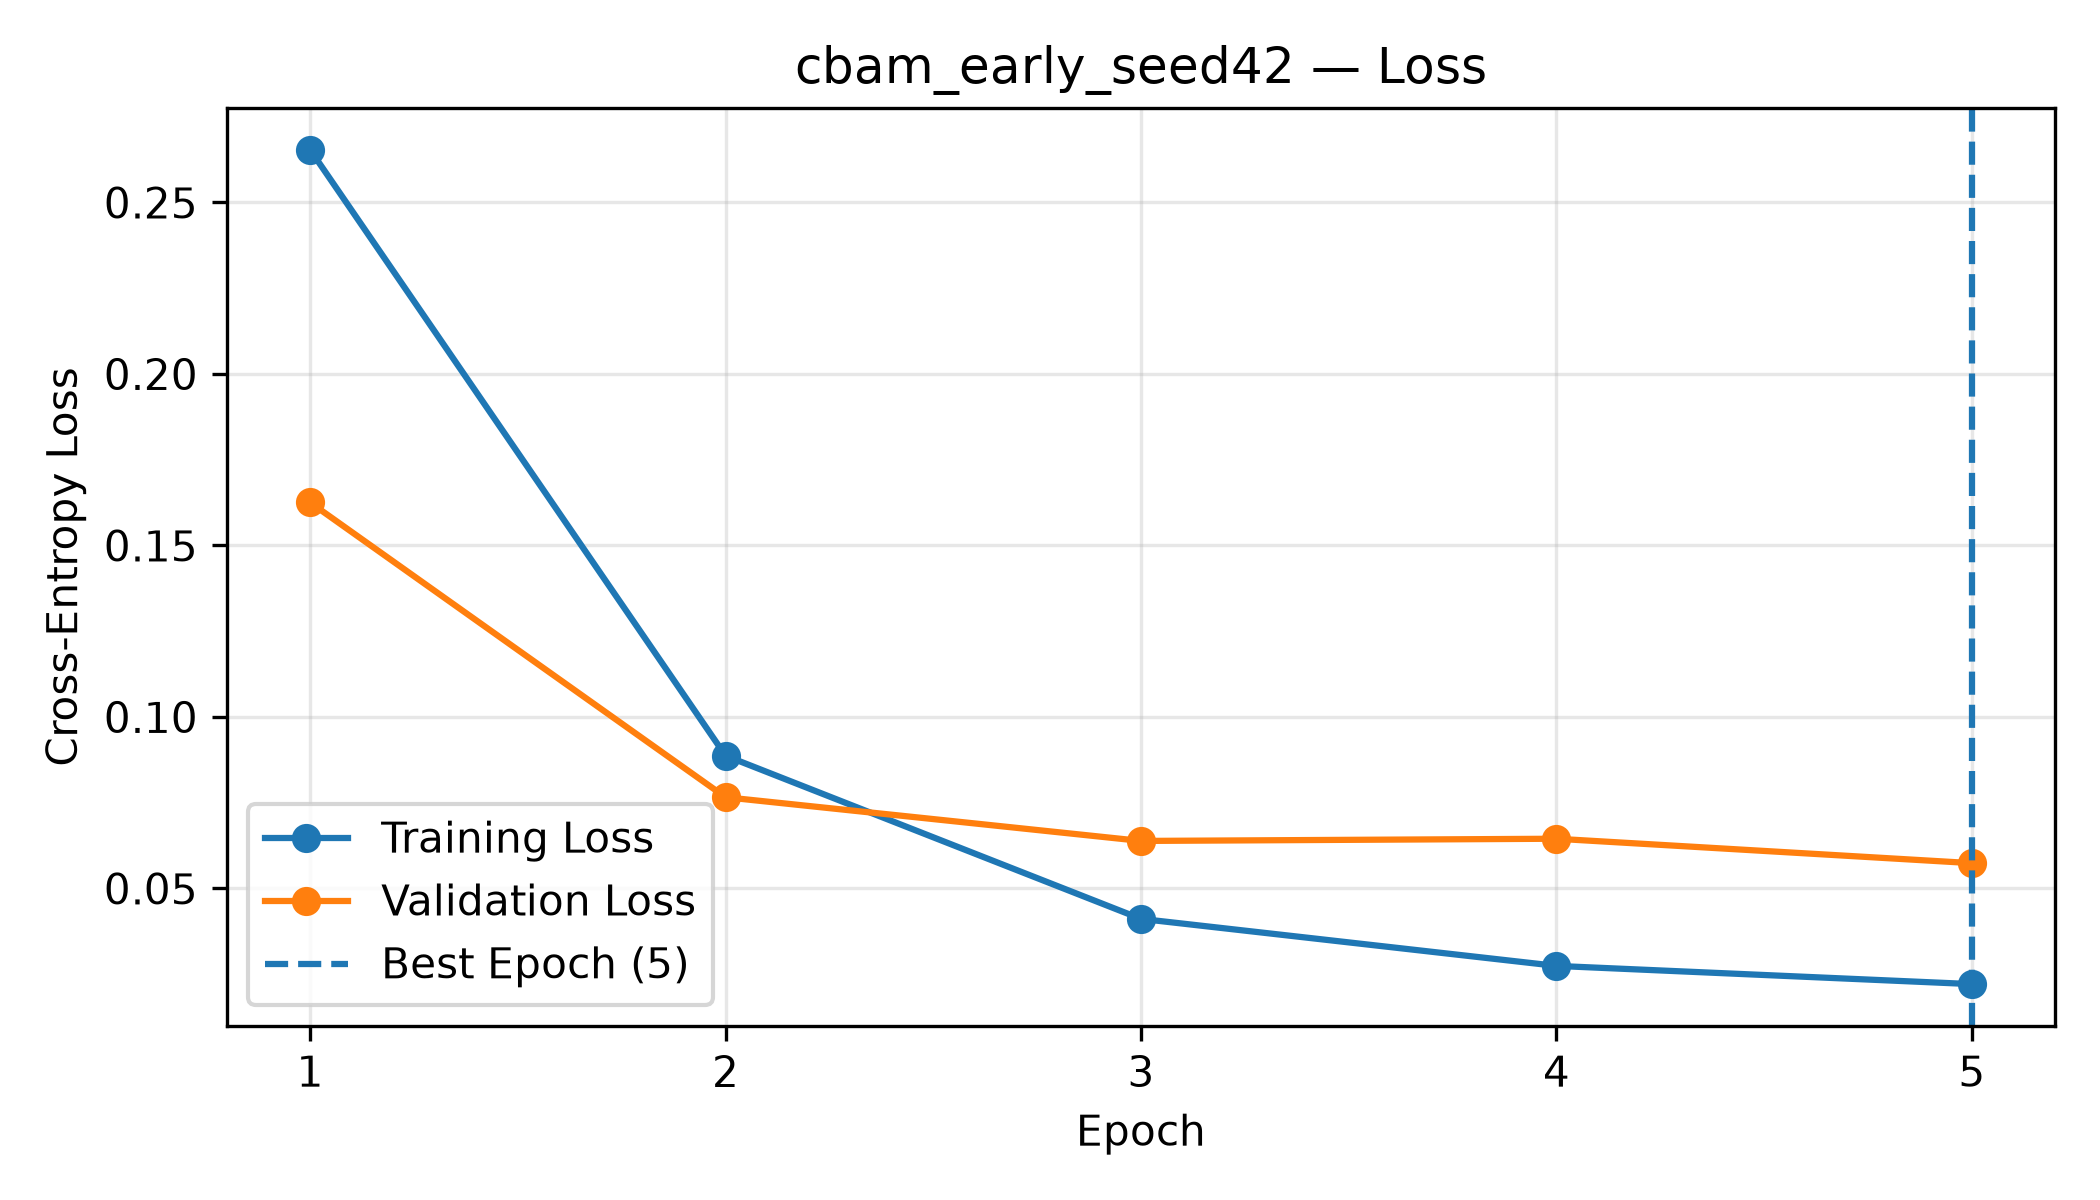 cbam_early_seed42 — Loss
Cross-Entropy Loss
0.25
0.20
0.15
0.10
0.05
Training Loss
Validation Loss
Best Epoch (5)
1 2 3 4 5
Epoch